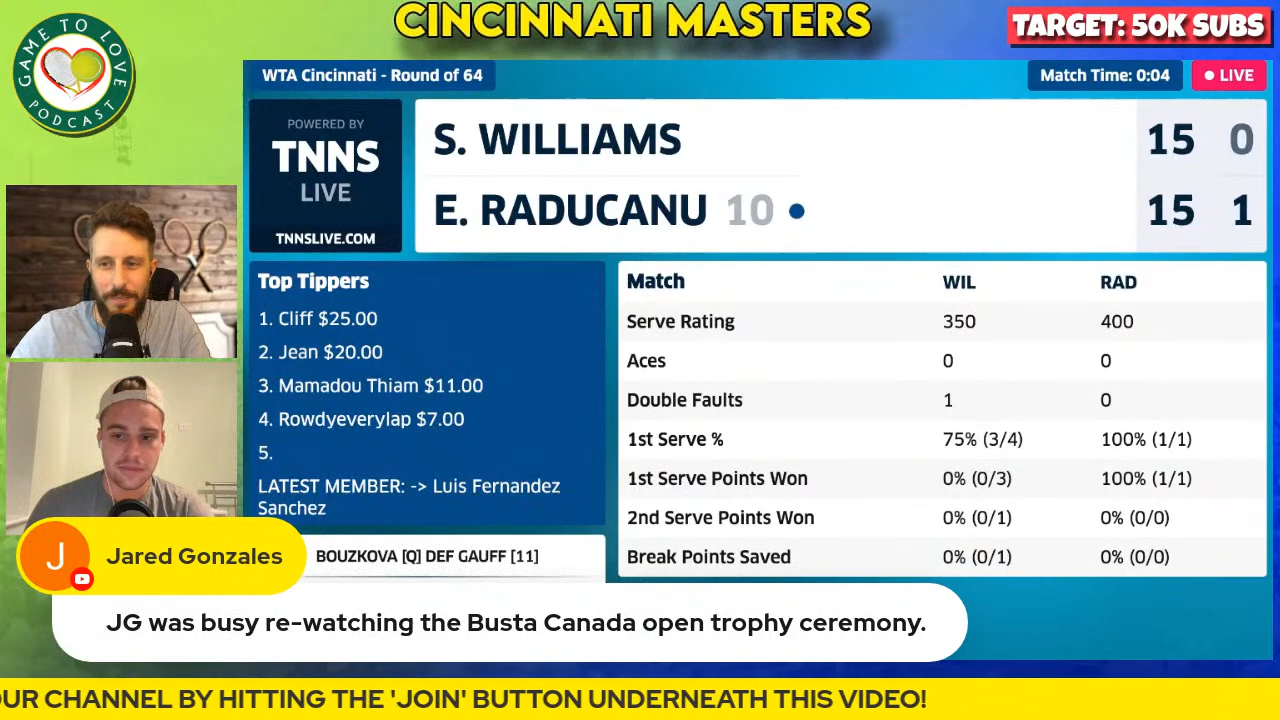 CINCINNATI MASTERS
TARGET: 50K SUBS
GAME TO LOVE
PODCAST
WTA Cincinnati - Round of 64
Match Time: 0:04
LIVE
POWERED BY
TNNS
LIVE
TNNSLIVE.COM
S. WILLIAMS 15 0
E. RADUCANU 10 15 1
Top Tippers
1. Cliff $25.00
2. Jean $20.00
3. Mamadou Thiam $11.00
4. Rowdyeverylap $7.00
5.
LATEST MEMBER: -> Luis Fernandez
Sanchez
Match WIL RAD
Serve Rating 350 400
Aces 0 0
Double Faults 1 0
1st Serve % 75% (3/4) 100% (1/1)
1st Serve Points Won 0% (0/3) 100% (1/1)
2nd Serve Points Won 0% (0/1) 0% (0/0)
Break Points Saved 0% (0/1) 0% (0/0)
BOUZKOVA [Q] DEF GAUFF [11]
J
Jared Gonzales
JG was busy re-watching the Busta Canada open trophy ceremony.
OUR CHANNEL BY HITTING THE 'JOIN' BUTTON UNDERNEATH THIS VIDEO!